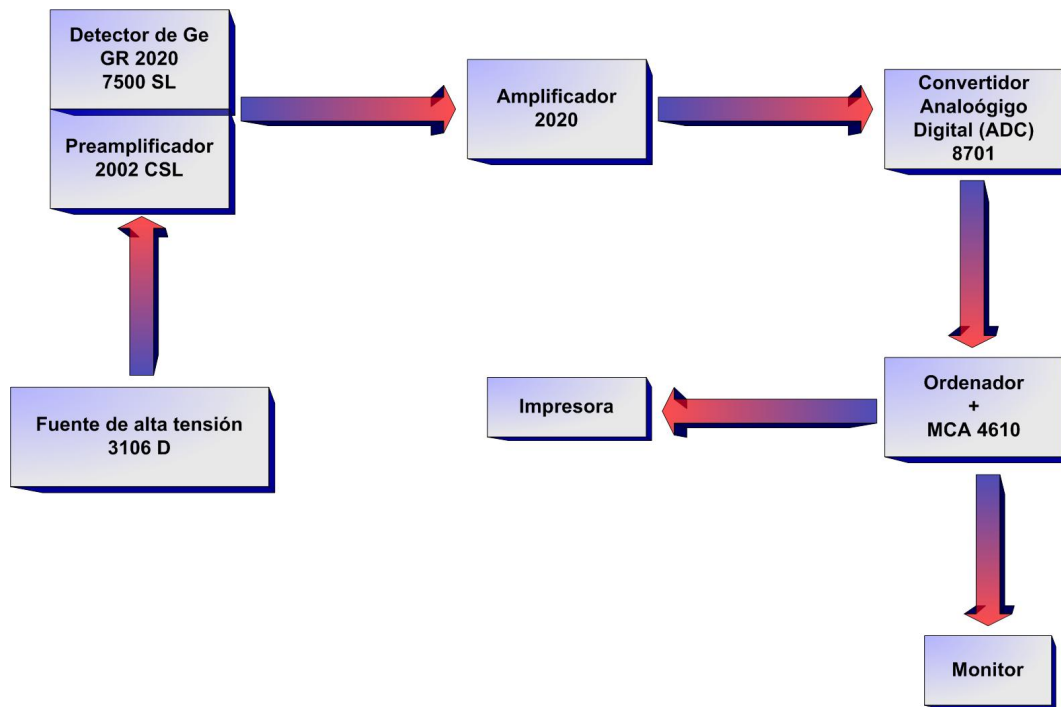 Detector de Ge
GR 2020
7500 SL
Preamplificador
2002 CSL
Amplificador
2020
Convertidor
Analoógigo
Digital (ADC)
8701
Fuente de alta tensión
3106 D
Impresora
Ordenador
+
MCA 4610
Monitor